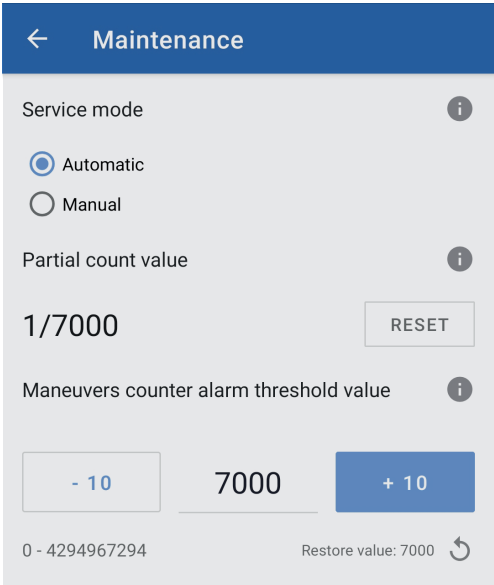 Maintenance
Service mode
Automatic
Manual
Partial count value
1/7000
RESET
Maneuvers counter alarm threshold value
- 10
7000
+ 10
0 - 4294967294
Restore value: 7000